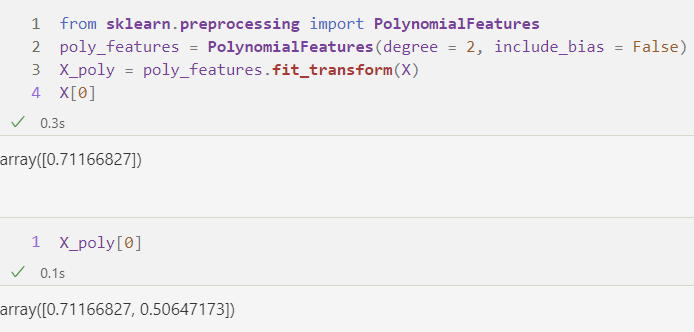 1 from sklearn.preprocessing import PolynomialFeatures
2 poly_features = PolynomialFeatures(degree = 2, include_bias = False)
3 X_poly = poly_features.fit_transform(X)
4 X[0]
✓ 0.3s
array([0.71166827])
1 X_poly[0]
✓ 0.1s
array([0.71166827, 0.50647173])